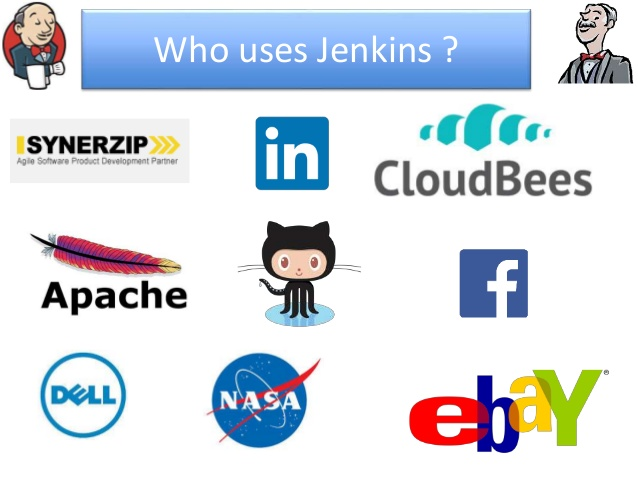 Who uses Jenkins ?
SYNERZIP
Agile Software Product Development Partner
in
CloudBees
Apache
f
DELL
NASA
ebaY®